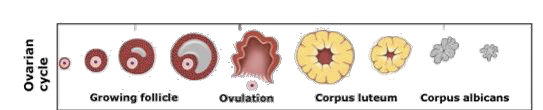 Ovarian
cycle
Growing follicle
Ovulation
Corpus luteum
Corpus albicans